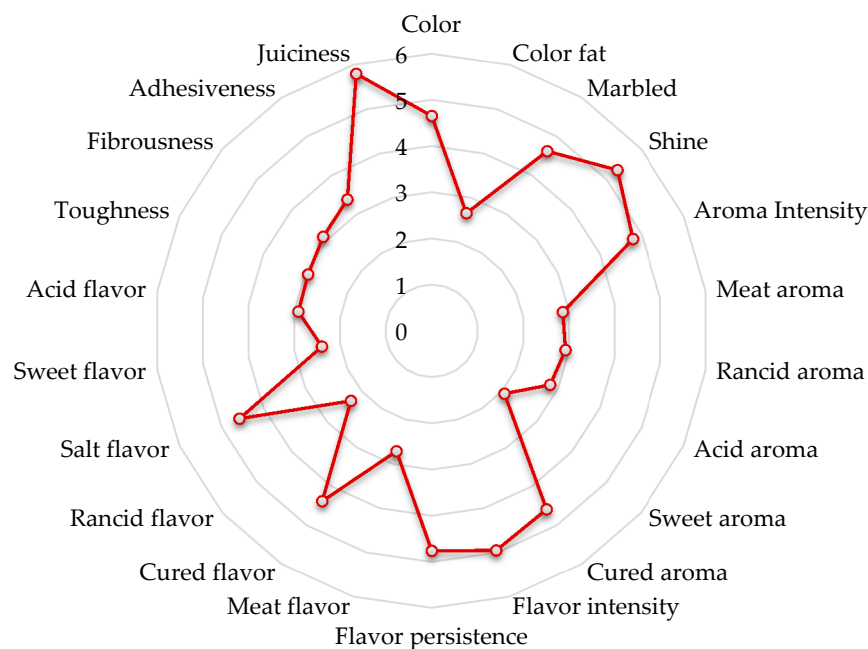 Color
Color fat
Marbled
Shine
Aroma Intensity
Meat aroma
Rancid aroma
Acid aroma
Sweet aroma
Cured aroma
Flavor intensity
Flavor persistence
Meat flavor
Cured flavor
Rancid flavor
Salt flavor
Sweet flavor
Acid flavor
Toughness
Fibrousness
Adhesiveness
Juiciness
6
5
4
3
2
1
0